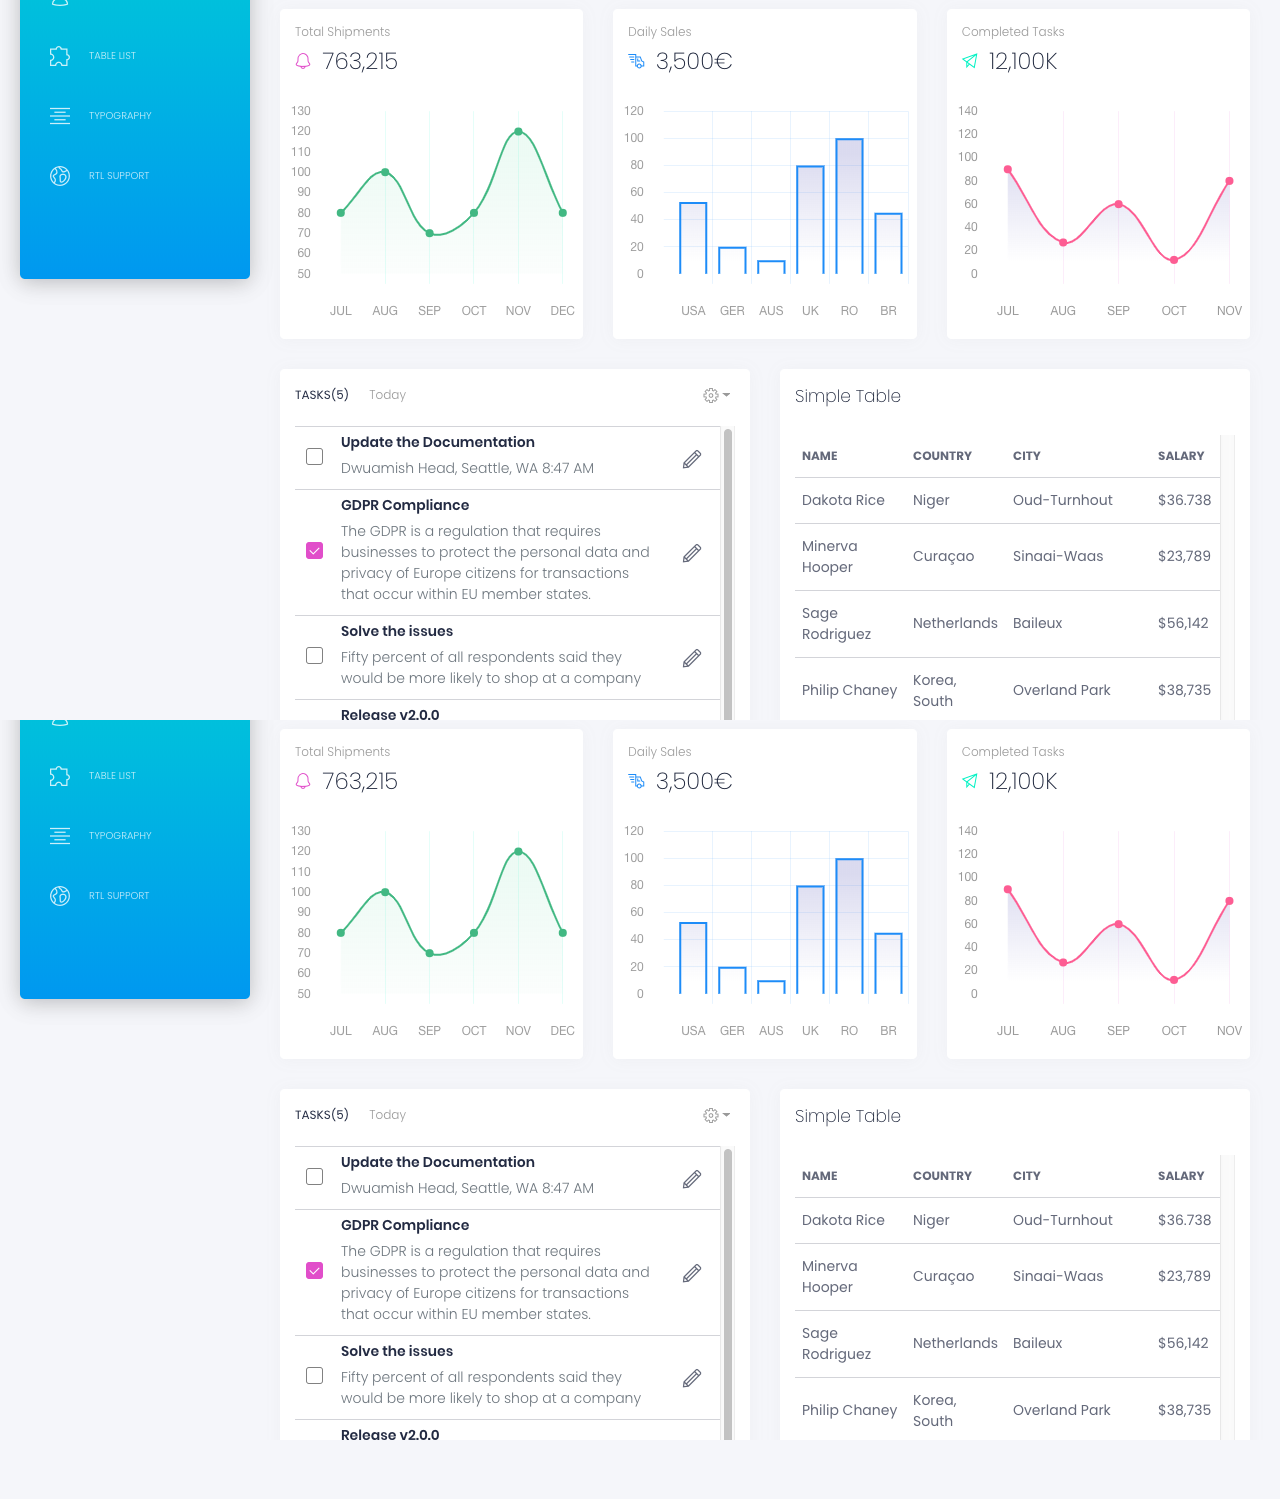 TABLE LIST
TYPOGRAPHY
RTL SUPPORT
Total Shipments
763,215
130
120
110
100
90
80
70
60
50
JUL AUG SEP OCT NOV DEC
Daily Sales
3,500€
120
100
80
60
40
20
0
USA GER AUS UK RO BR
Completed Tasks
12,100K
140
120
100
80
60
40
20
0
JUL AUG SEP OCT NOV
TASKS(5) Today
Update the Documentation
Dwuamish Head, Seattle, WA 8:47 AM
GDPR Compliance
The GDPR is a regulation that requires
businesses to protect the personal data and
privacy of Europe citizens for transactions
that occur within EU member states.
Solve the issues
Fifty percent of all respondents said they
would be more likely to shop at a company
Release v2.0.0
Simple Table
NAME COUNTRY CITY SALARY
Dakota Rice Niger Oud-Turnhout $36.738
Minerva
Hooper Curaçao Sinaai-Waas $23,789
Sage
Rodriguez Netherlands Baileux $56,142
Philip Chaney Korea,
South Overland Park $38,735
TABLE LIST
TYPOGRAPHY
RTL SUPPORT
Total Shipments
763,215
130
120
110
100
90
80
70
60
50
JUL AUG SEP OCT NOV DEC
Daily Sales
3,500€
120
100
80
60
40
20
0
USA GER AUS UK RO BR
Completed Tasks
12,100K
140
120
100
80
60
40
20
0
JUL AUG SEP OCT NOV
TASKS(5) Today
Update the Documentation
Dwuamish Head, Seattle, WA 8:47 AM
GDPR Compliance
The GDPR is a regulation that requires
businesses to protect the personal data and
privacy of Europe citizens for transactions
that occur within EU member states.
Solve the issues
Fifty percent of all respondents said they
would be more likely to shop at a company
Release v2.0.0
Simple Table
NAME COUNTRY CITY SALARY
Dakota Rice Niger Oud-Turnhout $36.738
Minerva
Hooper Curaçao Sinaai-Waas $23,789
Sage
Rodriguez Netherlands Baileux $56,142
Philip Chaney Korea,
South Overland Park $38,735